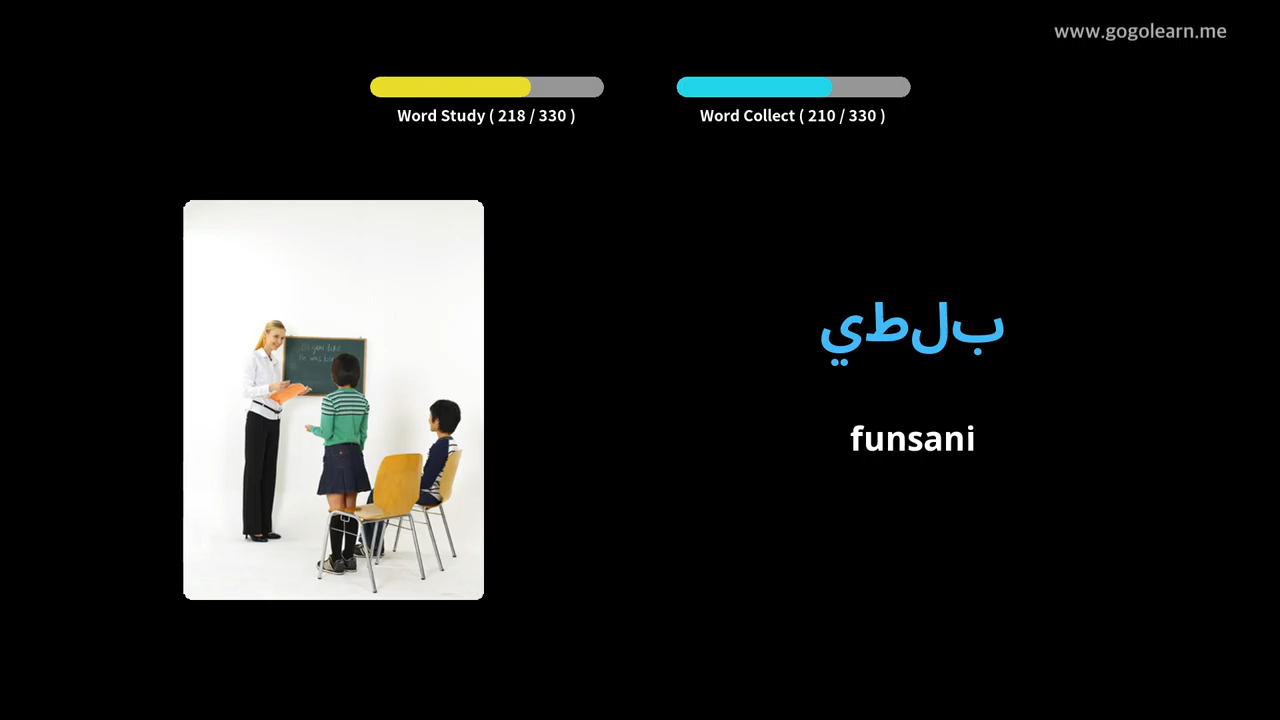 www.gogolearn.me
Word Study ( 218 / 330 )
Word Collect ( 210 / 330 )
بلطي
funsani